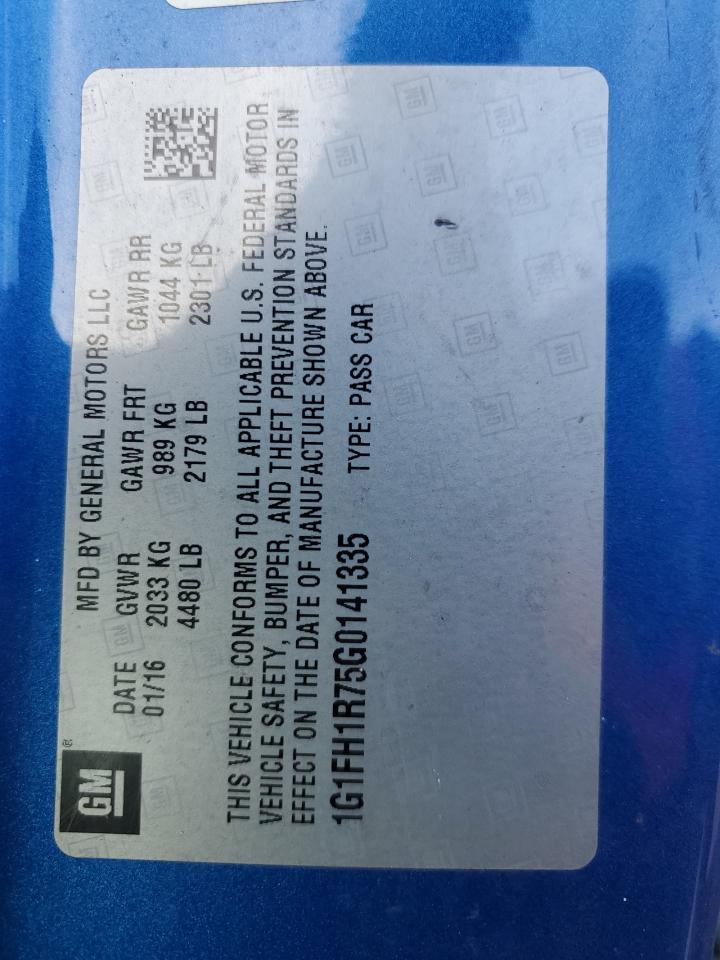 GM®
MFD BY GENERAL MOTORS LLC
DATE GVWR GAWR FRT GAWR RR
01/16 2033 KG 989 KG 1044 KG
4480 LB 2179 LB 2301 LB
THIS VEHICLE CONFORMS TO ALL APPLICABLE U.S. FEDERAL MOTOR
VEHICLE SAFETY, BUMPER, AND THEFT PREVENTION STANDARDS IN
EFFECT ON THE DATE OF MANUFACTURE SHOWN ABOVE.
1G1FH1R75G0141335 TYPE: PASS CAR